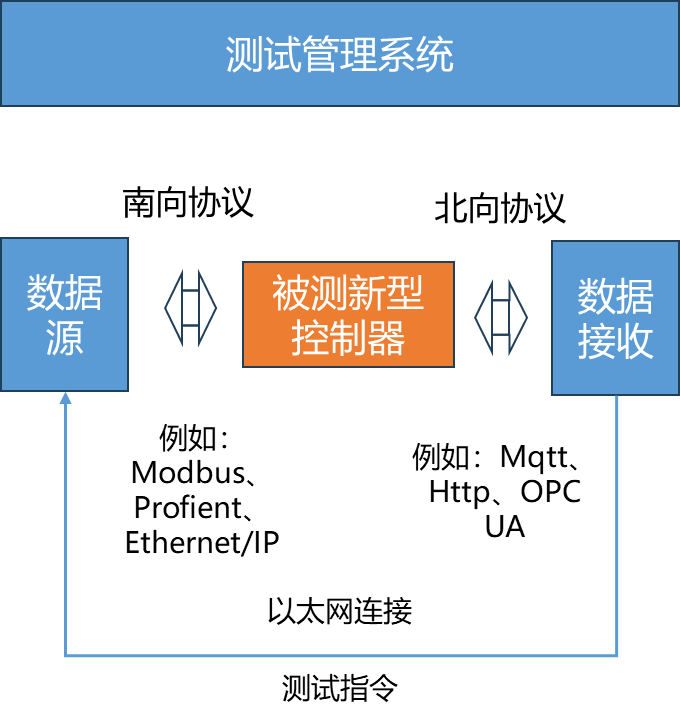 测试管理系统
南向协议
北向协议
数据
源
被测新型
控制器
数据
接收
例如：
Modbus、
Profient、
Ethernet/IP
例如：Mqtt、
Http、OPC
UA
以太网连接
测试指令